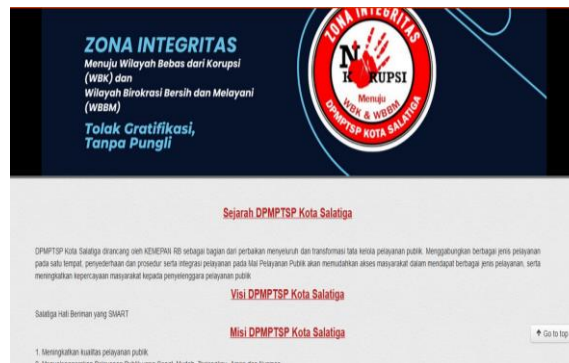 ZONA INTEGRITAS
Menuju Wilayah Bebas dari Korupsi
(WBK) dan
Wilayah Birokrasi Bersih dan Melayani
(WBBM)
Tolak Gratifikasi,
Tanpa Pungli
ZONA INTEGRITAS
N KORUPSI
Menuju
WBK & WBBM
DPMPTSP KOTA SALATIGA
Sejarah DPMPTSP Kota Salatiga
DPMPTSP Kota Salatiga dirancang oleh KEMEPAN RB sebagai bagian dari perbaikan menyeluruh dan transformasi tata kelola pelayanan publik. Menggabungkan berbagai jenis pelayanan
pada satu tempat, penyederhaan dan prosedur serta integrasi pelayanan pada Mal Pelayanan Publik akan memudahkan akses masyarakat dalam mendapat berbagai jenis pelayanan, serta
meningkatkan kepercayaan masyarakat kepada penyelenggara pelayanan publik
Visi DPMPTSP Kota Salatiga
Salatiga Hati Beriman yang SMART
Misi DPMPTSP Kota Salatiga
Go to top
1. Meningkatkan kualitas pelayanan publik.